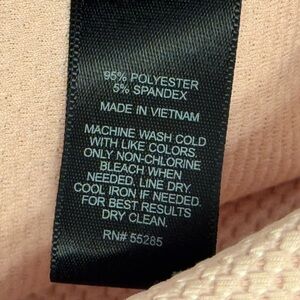 95% POLYESTER
5% SPANDEX
MADE IN VIETNAM
MACHINE WASH COLD
WITH LIKE COLORS
ONLY NON-CHLORINE
BLEACH WHEN
NEEDED, LINE DRY
COOL IRON IF NEEDED.
FOR BEST RESULTS
DRY CLEAN.
RN# 55285